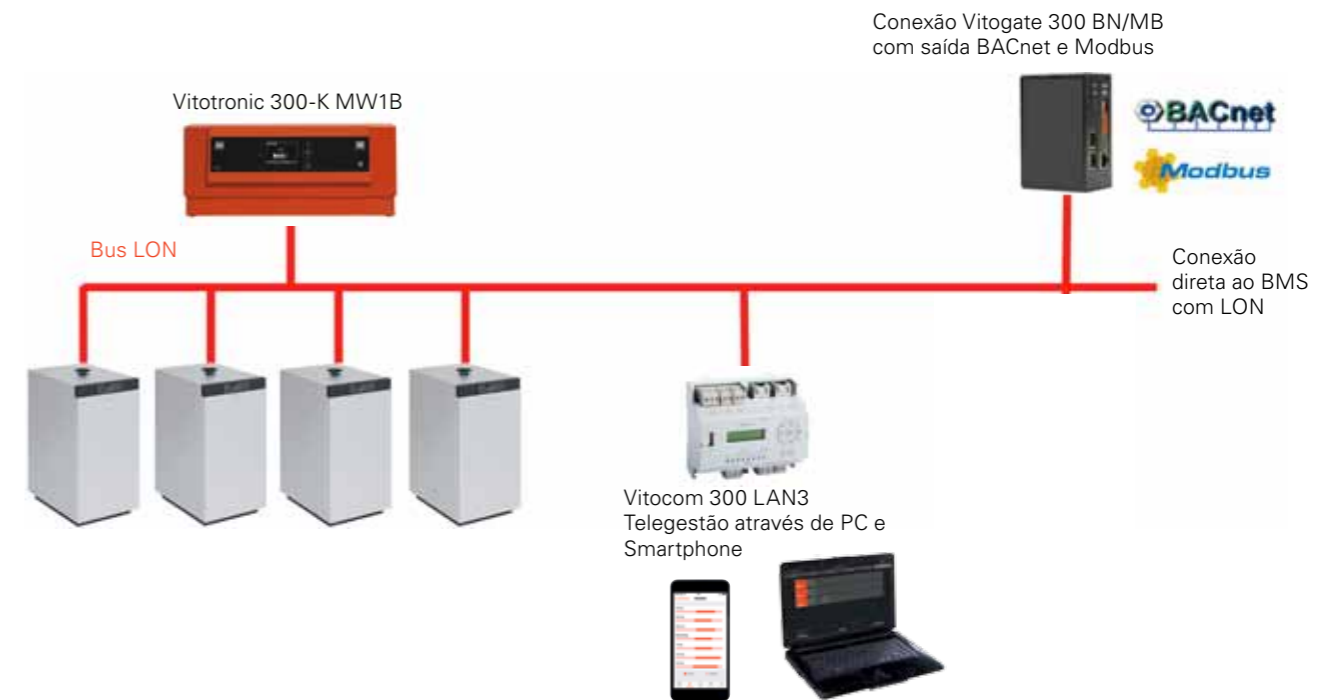 Conexão Vitogate 300 BN/MB
com saída BACnet e Modbus
Vitotronic 300-K MW1B
BACnet
Modbus
Bus LON
Conexão
direta ao BMS
com LON
Vitocom 300 LAN3
Telegestão através de PC e
Smartphone